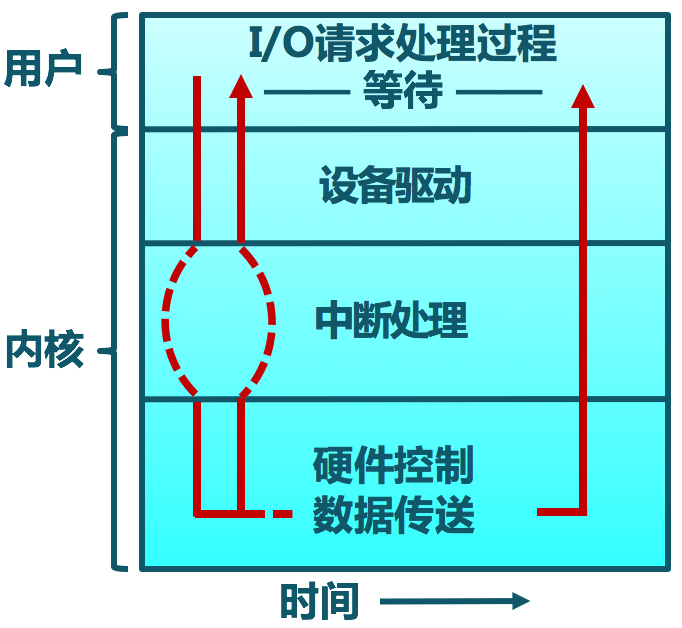 I/O请求处理过程
用户
等待
设备驱动
中断处理
内核
硬件控制
数据传送
时间